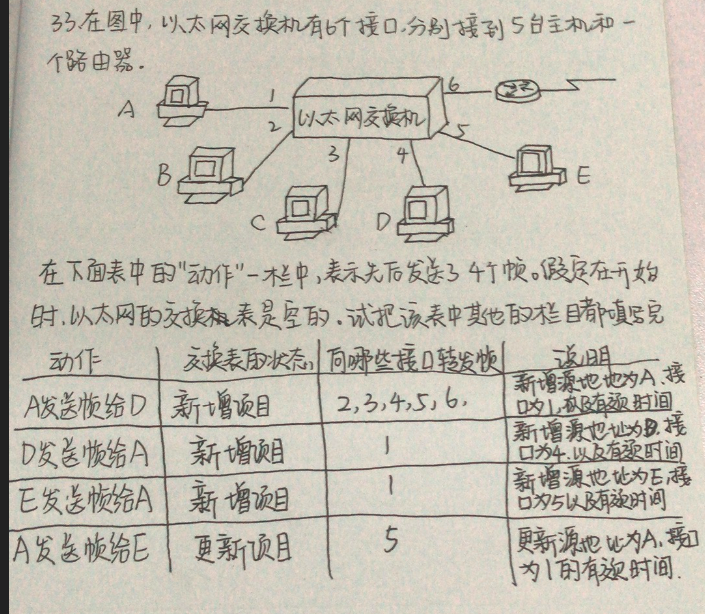 33.在图中,以太网交换机有6个接口.分别接到5台主机和一
个路由器.
A
1
6
2
以太网交换机
5
3
4
B
E
C
D
在下面表中的"动作"一栏中,表示先后发送了4个帧。假定在开始
时,以太网的交换机表是空的.试把该表中其他的栏目都填写完
动作 交换表的状态, 向哪些接口转发帧 说明
A发送帧给D 新增项目 2,3,4,5,6, 新增源地址为A、接
口为1,以及有效时间
D发送帧给A 新增项目 1 新增源地址为D,接
口为4.以及有效时间
E发送帧给A 新增项目 1 新增源地址为E,接
口为5以及有效时间
A发送帧给E 更新项目 5 更新源地址为A,接口
为1的有效时间.